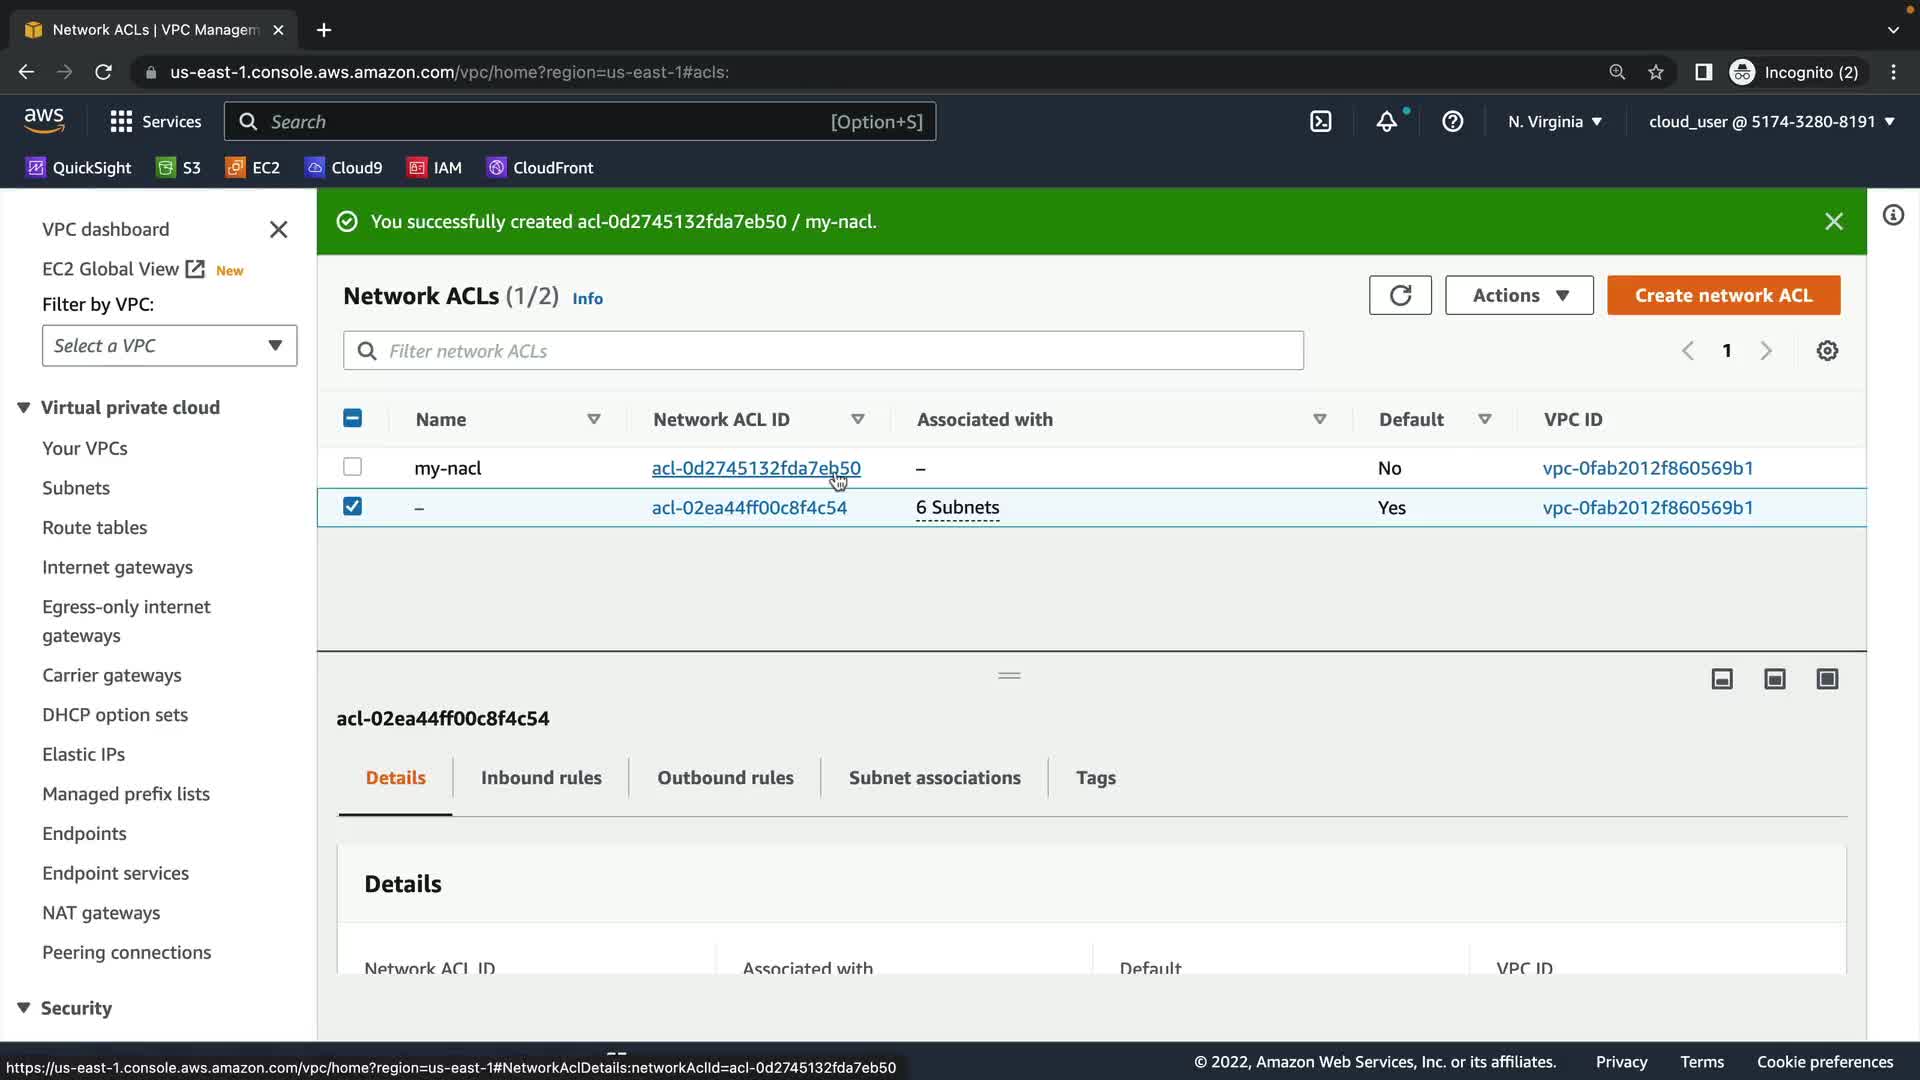 Network ACLs | VPC Managem
us-east-1.console.aws.amazon.com/vpc/home?region=us-east-1#acls:
Incognito (2)
aws
Services
Search
[Option+S]
N. Virginia
cloud_user @ 5174-3280-8191
QuickSight
S3
EC2
Cloud9
IAM
CloudFront
VPC dashboard
EC2 Global View
New
Filter by VPC:
Select a VPC
Virtual private cloud
Your VPCs
Subnets
Route tables
Internet gateways
Egress-only internet
gateways
Carrier gateways
DHCP option sets
Elastic IPs
Managed prefix lists
Endpoints
Endpoint services
NAT gateways
Peering connections
Security
You successfully created acl-0d2745132fda7eb50 / my-nacl.
Network ACLs (1/2) Info
Actions
Create network ACL
Filter network ACLs
1
Name Network ACL ID Associated with Default VPC ID
my-nacl acl-0d2745132fda7eb50 – No vpc-0fab2012f860569b1
– acl-02ea44ff00c8f4c54 6 Subnets Yes vpc-0fab2012f860569b1
acl-02ea44ff00c8f4c54
Details Inbound rules Outbound rules Subnet associations Tags
Details
Network ACL ID Associated with Default VPC ID
https://us-east-1.console.aws.amazon.com/vpc/home?region=us-east-1#NetworkAclDetails:networkAclId=acl-0d2745132fda7eb50
© 2022, Amazon Web Services, Inc. or its affiliates. Privacy Terms Cookie preferences